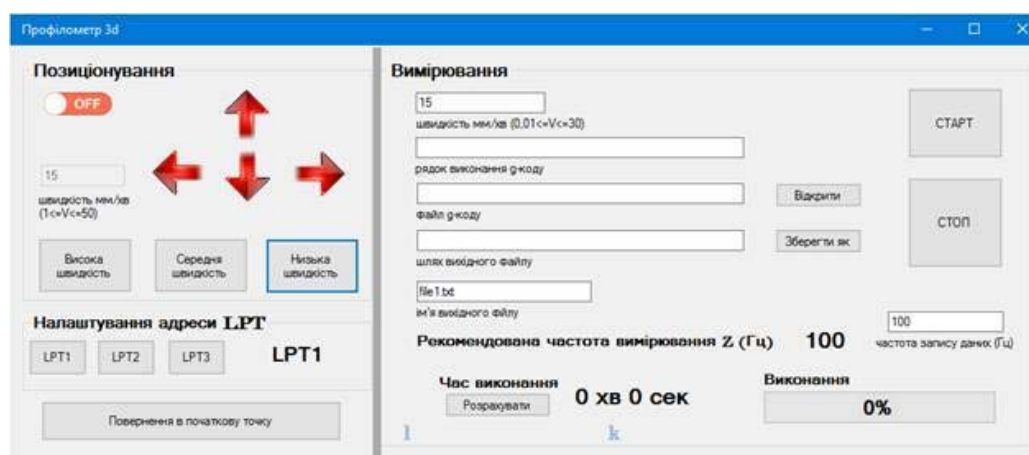 Профілометр 3d
Позиціонування
OFF
15
швидкість мм/хв
(1<=V<=50)
Висока
швидкість
Середня
швидкість
Низька
швидкість
Налаштування адреси LPT
LPT1
LPT2
LPT3
LPT1
Повернення в початкову точку
Вимірювання
15
швидкість мм/хв (0,01<=V<=30)
рядок виконання g-коду
файл g-коду
Відкрити
шлях вихідного файлу
Зберегти як
file1.txt
ім'я вихідного файлу
СТАРТ
СТОП
Рекомендована частота вимірювання Z (Гц)
100
100
частота запису даних (Гц)
Час виконання
Розрахувати
0 хв 0 сек
Виконання
0%
l
k